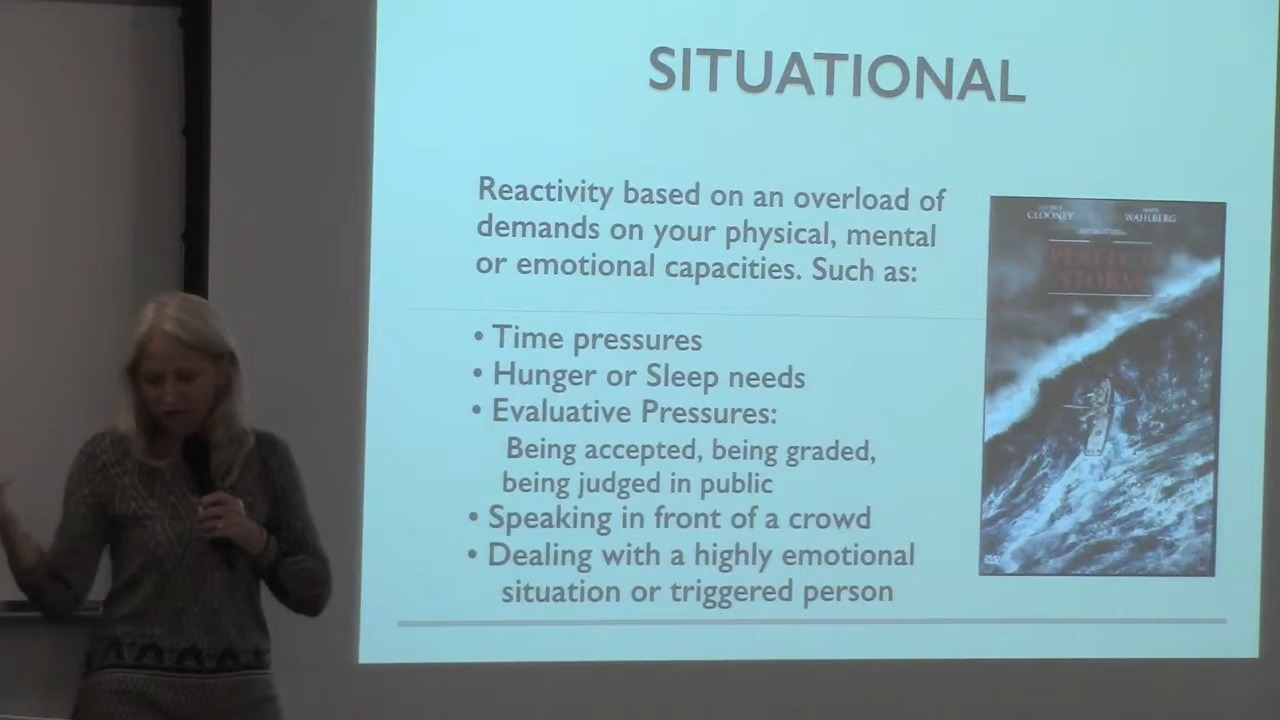 SITUATIONAL
Reactivity based on an overload of
demands on your physical, mental
or emotional capacities. Such as:
• Time pressures
• Hunger or Sleep needs
• Evaluative Pressures:
Being accepted, being graded,
being judged in public
• Speaking in front of a crowd
• Dealing with a highly emotional
situation or triggered person
CLOONEY WAHLBERG
PERFECT
STORM